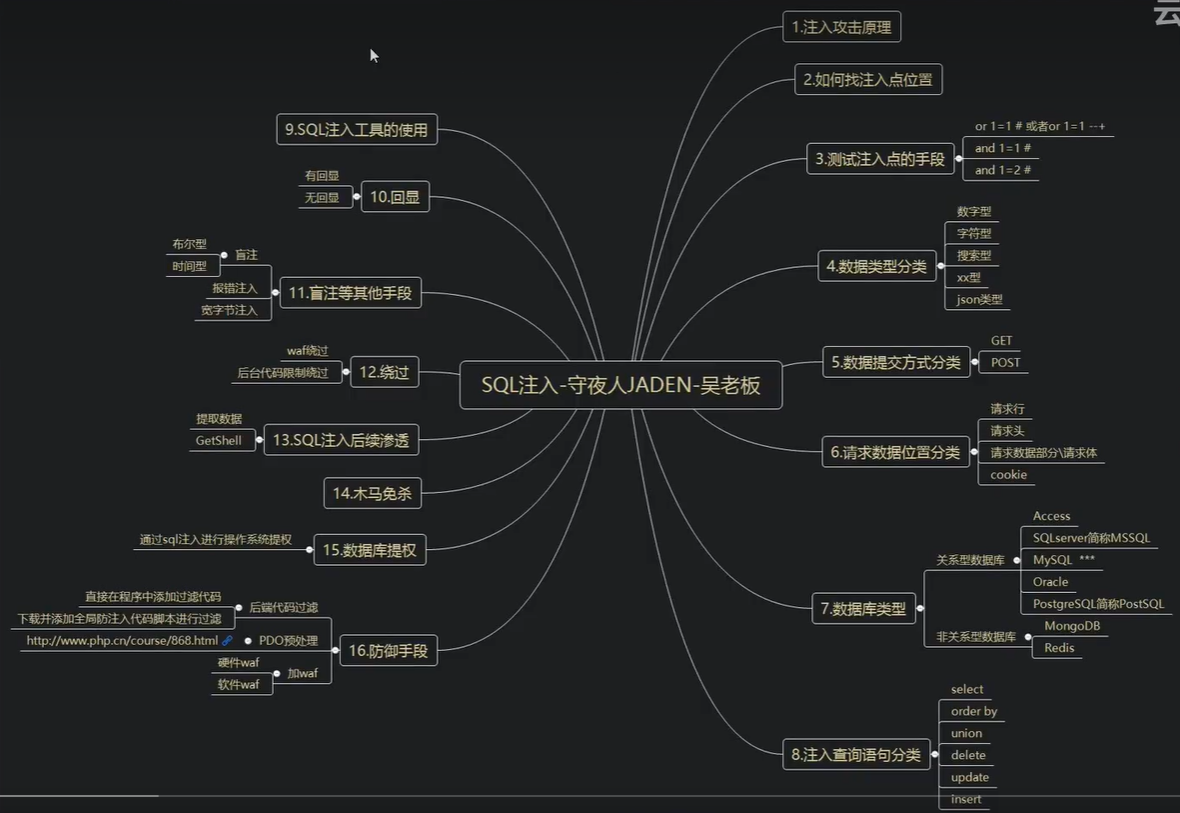 云
SQL注入-守夜人JADEN-吴老板
1.注入攻击原理
2.如何找注入点位置
3.测试注入点的手段
or 1=1 # 或者or 1=1 --+
and 1=1 #
and 1=2 #
4.数据类型分类
数字型
字符型
搜索型
xx型
json类型
5.数据提交方式分类
GET
POST
6.请求数据位置分类
请求行
请求头
请求数据部分\请求体
cookie
7.数据库类型
关系型数据库
Access
SQLserver简称MSSQL
MySQL ***
Oracle
PostgreSQL简称PostSQL
非关系型数据库
MongoDB
Redis
8.注入查询语句分类
select
order by
union
delete
update
insert
9.SQL注入工具的使用
10.回显
有回显
无回显
11.盲注等其他手段
盲注
布尔型
时间型
报错注入
宽字节注入
12.绕过
waf绕过
后台代码限制绕过
13.SQL注入后续渗透
提取数据
GetShell
14.木马免杀
15.数据库提权
通过sql注入进行操作系统提权
16.防御手段
后端代码过滤
直接在程序中添加过滤代码
下载并添加全局防注入代码脚本进行过滤
PDO预处理
http://www.php.cn/course/868.html
加waf
硬件waf
软件waf